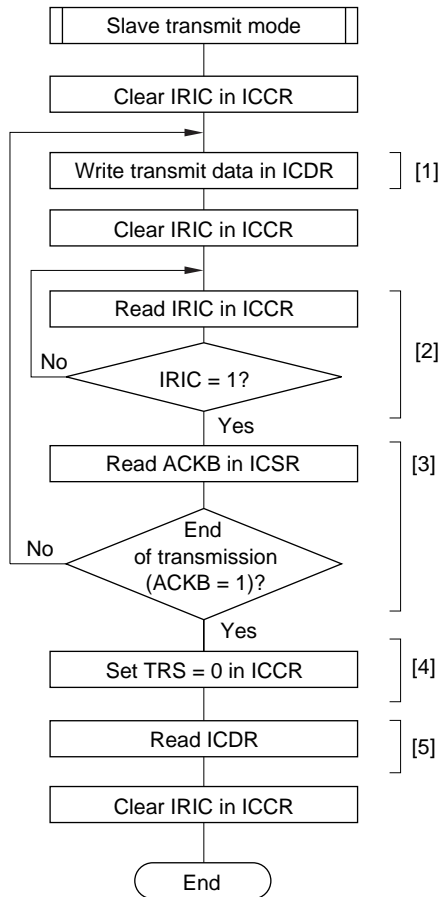 Slave transmit mode
Clear IRIC in ICCR
Write transmit data in ICDR
[1]
Clear IRIC in ICCR
Read IRIC in ICCR
[2]
No
IRIC = 1?
Yes
Read ACKB in ICSR
[3]
No
End
of transmission
(ACKB = 1)?
Yes
Set TRS = 0 in ICCR
[4]
Read ICDR
[5]
Clear IRIC in ICCR
End